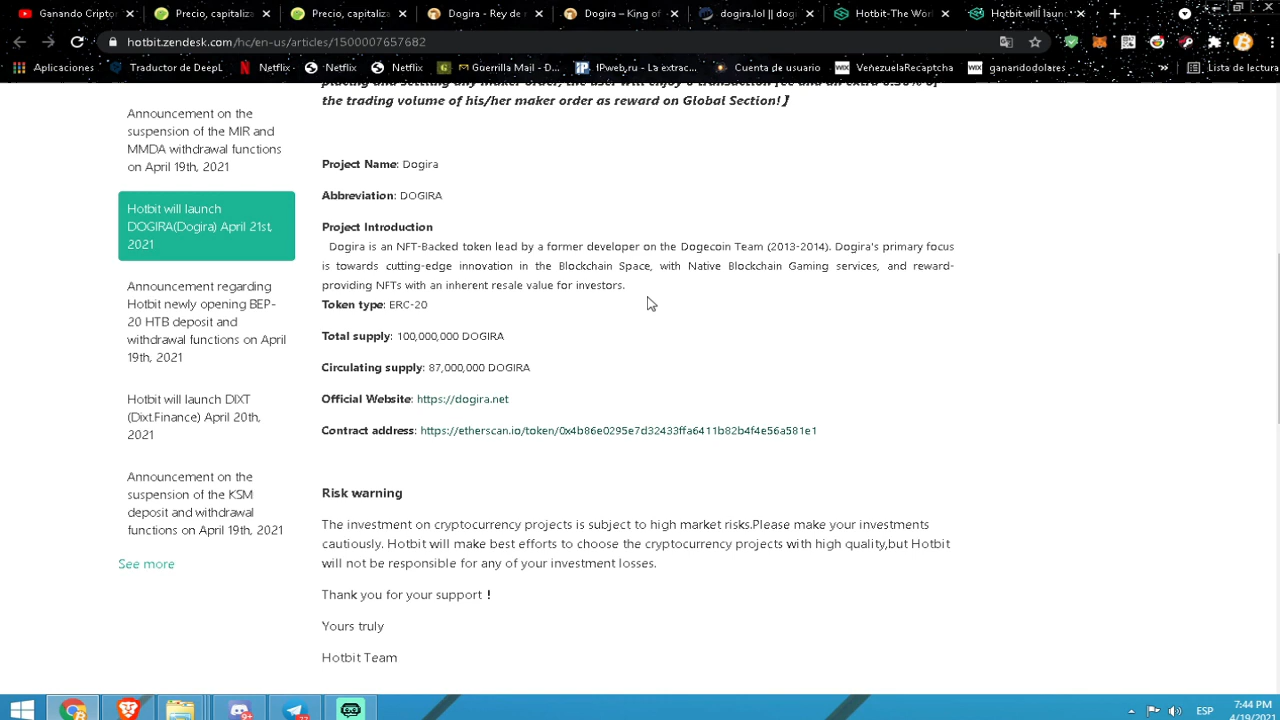 Ganando Cripto
Precio, capitaliza
Precio, capitaliza
Dogira - Rey de
Dogira – King of
dogira.lol || dog
Hotbit-The Worl
Hotbit will laun
hotbit.zendesk.com/hc/en-us/articles/1500007657682
Aplicaciones
Traductor de DeepL
Netflix
Netflix
Netflix
Guerrilla Mail - D...
IPweb.ru - La extrac...
Cuenta de usuario
VenezuelaRecaptcha
ganandodolares
»
Lista de lectura
the trading volume of his/her maker order as reward on Global Section!】
Announcement on the
suspension of the MIR and
MMDA withdrawal functions
on April 19th, 2021
Hotbit will launch
DOGIRA(Dogira) April 21st,
2021
Announcement regarding
Hotbit newly opening BEP-
20 HTB deposit and
withdrawal functions on April
19th, 2021
Hotbit will launch DIXT
(Dixt.Finance) April 20th,
2021
Announcement on the
suspension of the KSM
deposit and withdrawal
functions on April 19th, 2021
See more
Project Name: Dogira
Abbreviation: DOGIRA
Project Introduction
Dogira is an NFT-Backed token lead by a former developer on the Dogecoin Team (2013-2014). Dogira's primary focus
is towards cutting-edge innovation in the Blockchain Space, with Native Blockchain Gaming services, and reward-
providing NFTs with an inherent resale value for investors.
Token type: ERC-20
Total supply: 100,000,000 DOGIRA
Circulating supply: 87,000,000 DOGIRA
Official Website: https://dogira.net
Contract address: https://etherscan.io/token/0x4b86e0295e7d32433ffa6411b82b4f4e56a581e1
Risk warning
The investment on cryptocurrency projects is subject to high market risks.Please make your investments
cautiously. Hotbit will make best efforts to choose the cryptocurrency projects with high quality,but Hotbit
will not be responsible for any of your investment losses.
Thank you for your support！
Yours truly
Hotbit Team
ESP
7:44 PM
4/19/2021